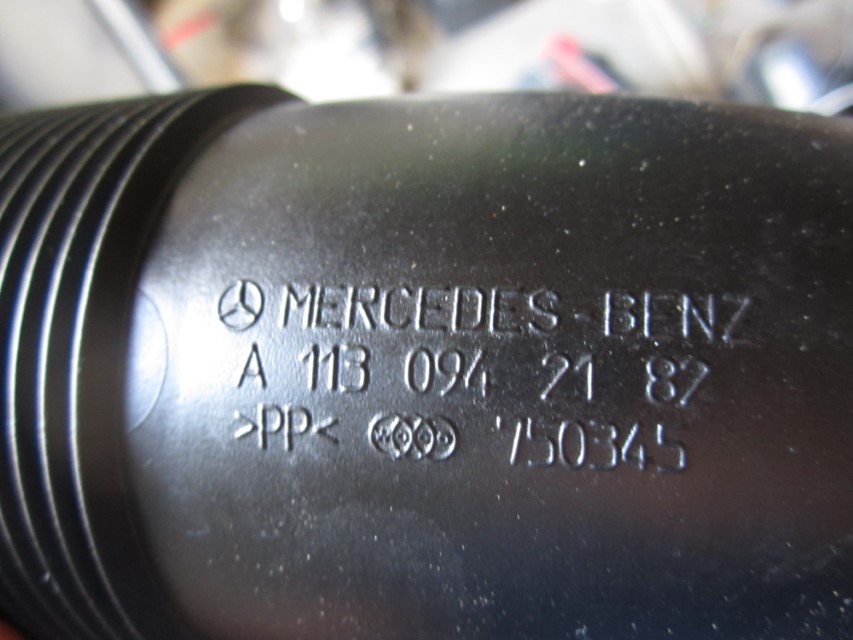 MERCEDES-BENZ
A 113 094 21 82
>PP< 750345